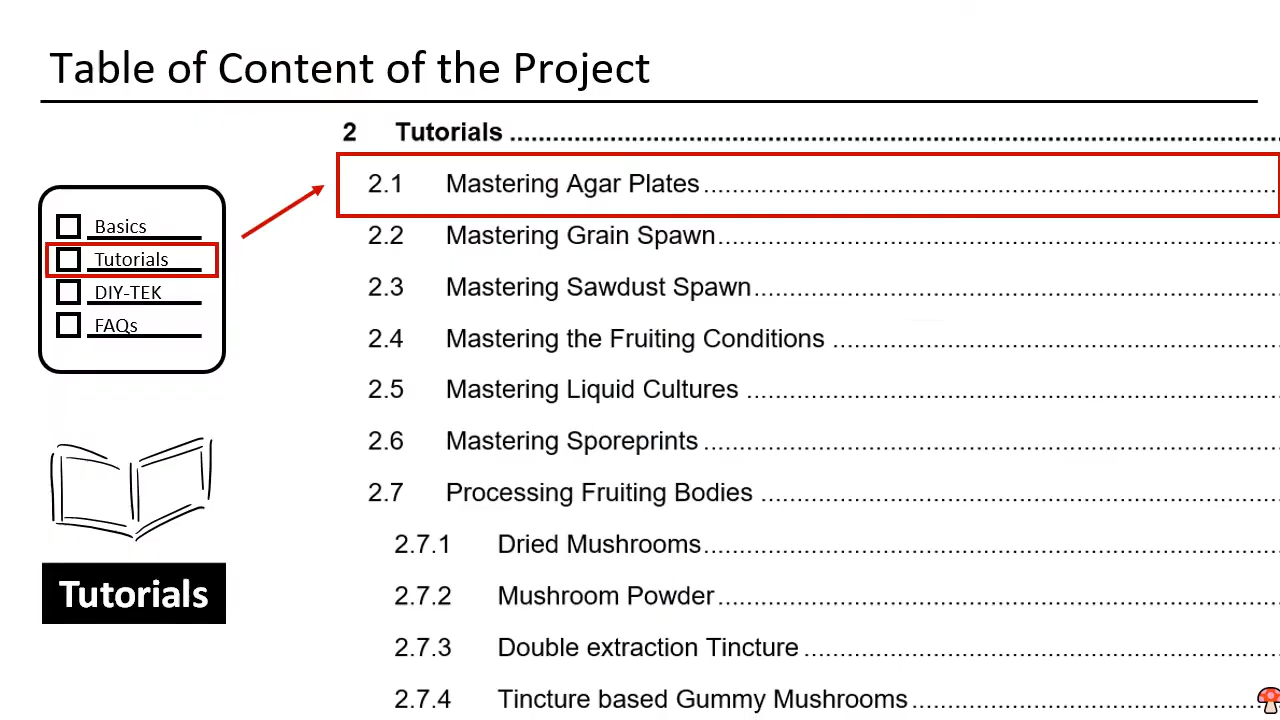 Table of Content of the Project
2 Tutorials ................................................................
2.1 Mastering Agar Plates ................................................................
2.2 Mastering Grain Spawn ................................................................
2.3 Mastering Sawdust Spawn ................................................................
2.4 Mastering the Fruiting Conditions ................................................................
2.5 Mastering Liquid Cultures ................................................................
2.6 Mastering Sporeprints ................................................................
2.7 Processing Fruiting Bodies ................................................................
2.7.1 Dried Mushrooms ................................................................
2.7.2 Mushroom Powder ................................................................
2.7.3 Double extraction Tincture ................................................................
2.7.4 Tincture based Gummy Mushrooms ................................................................
Basics
Tutorials
DIY-TEK
FAQs
Tutorials